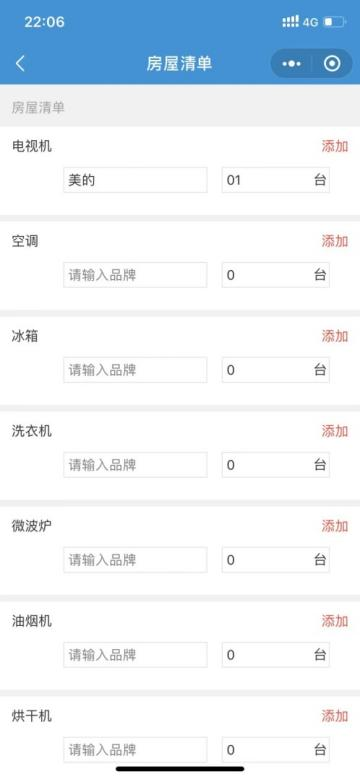 22:06
4G
房屋清单
房屋清单
电视机 添加
美的 01 台
空调 添加
请输入品牌 0 台
冰箱 添加
请输入品牌 0 台
洗衣机 添加
请输入品牌 0 台
微波炉 添加
请输入品牌 0 台
油烟机 添加
请输入品牌 0 台
烘干机 添加
请输入品牌 0 台